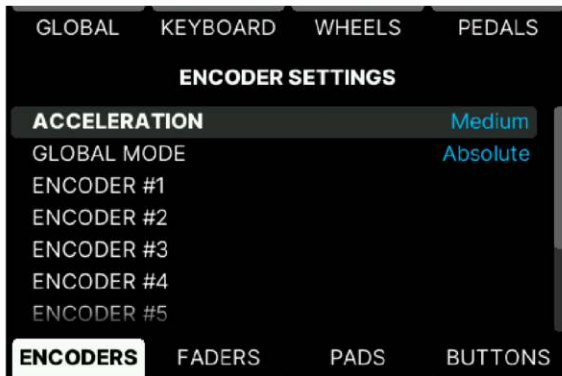 GLOBAL KEYBOARD WHEELS PEDALS
ENCODER SETTINGS
ACCELERATION Medium
GLOBAL MODE Absolute
ENCODER #1
ENCODER #2
ENCODER #3
ENCODER #4
ENCODER #5
ENCODERS FADERS PADS BUTTONS